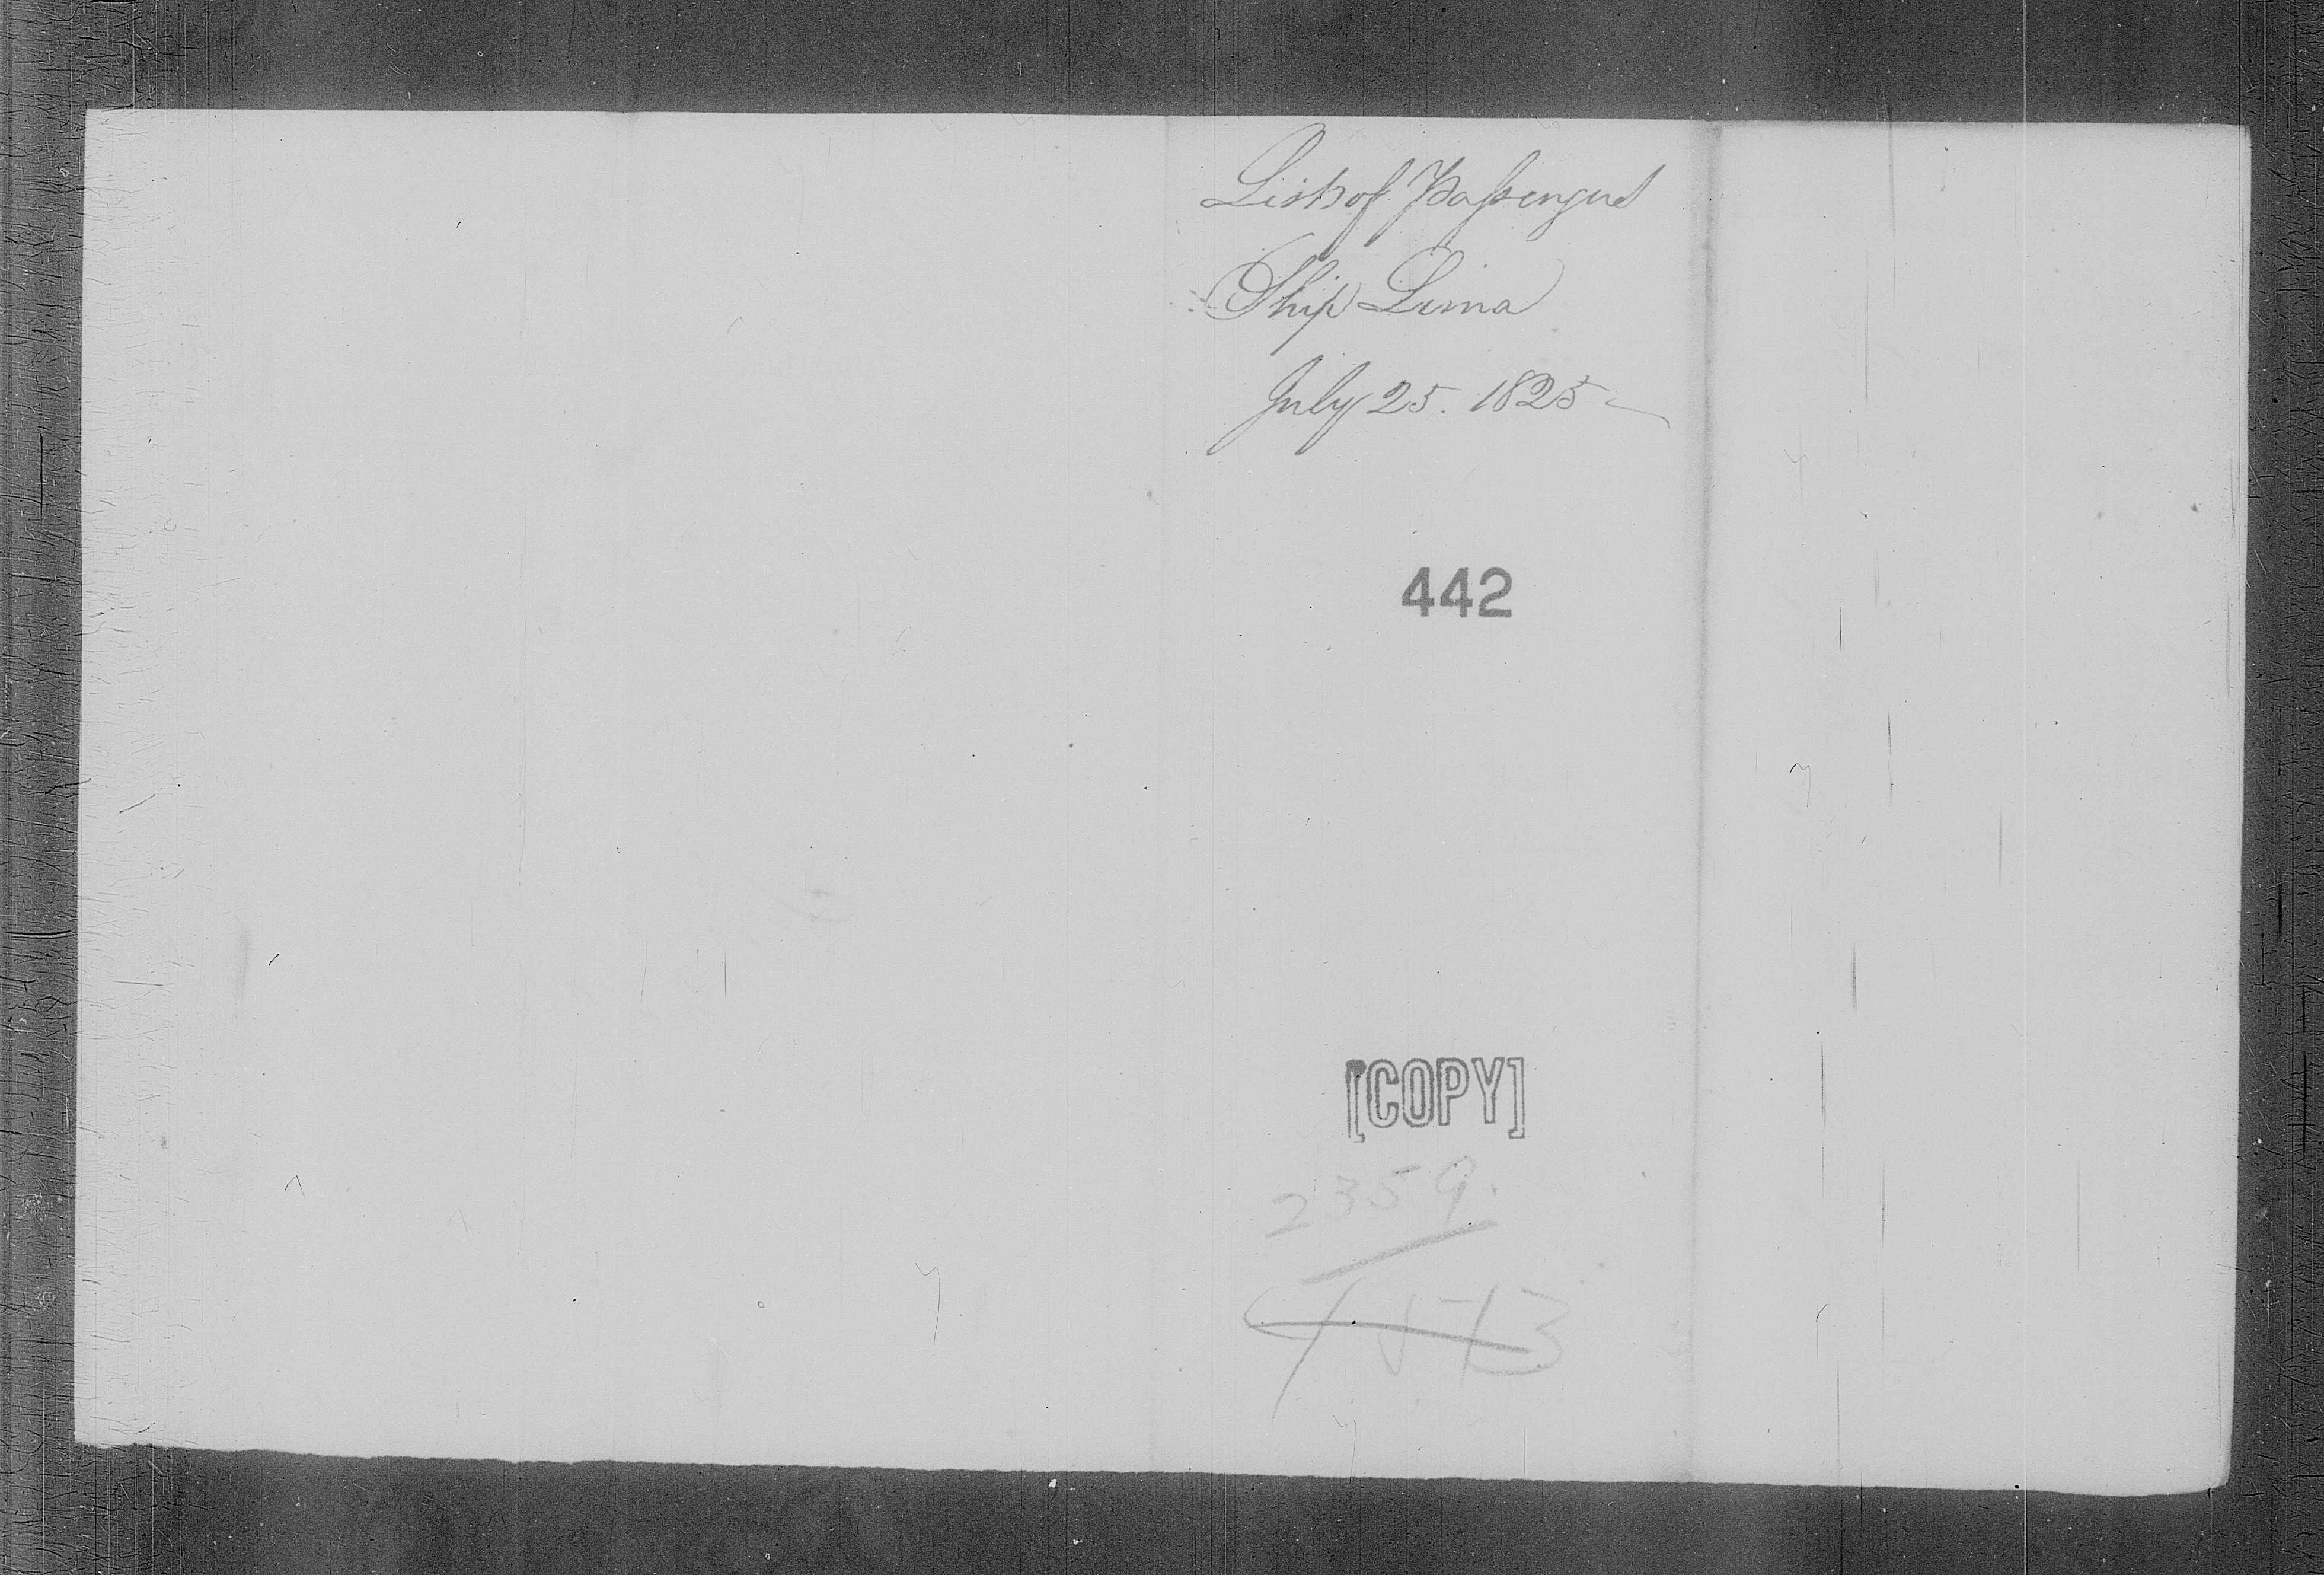 List of Passengers
Ship Lima
July 25. 1825
442
[COPY]
2359.